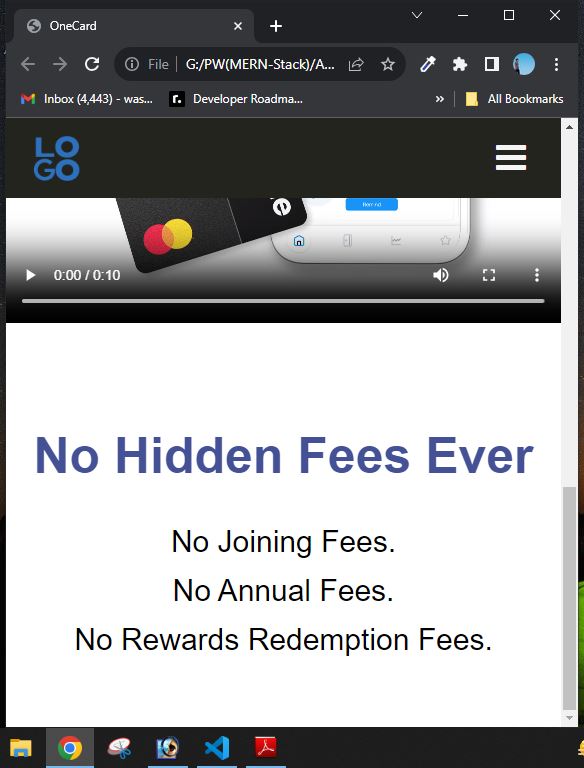 OneCard
File G:/PW(MERN-Stack)/A...
Inbox (4,443) - was...
r.
Developer Roadma...
»
All Bookmarks
LO
GO
Remind
0:00 / 0:10
No Hidden Fees Ever
No Joining Fees.
No Annual Fees.
No Rewards Redemption Fees.